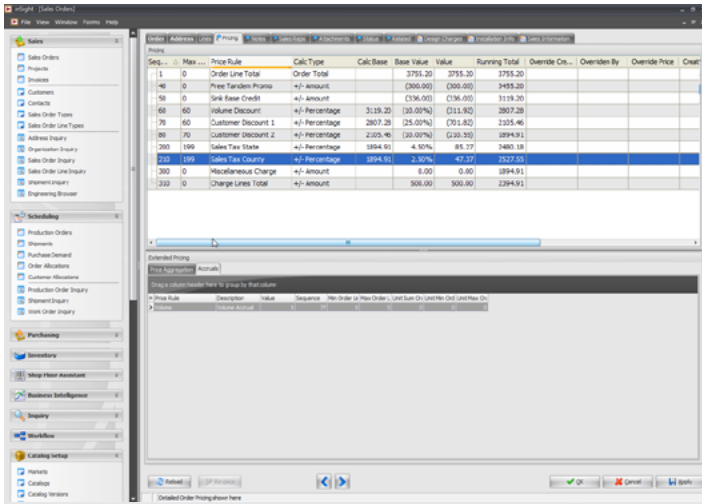 inSight - [Sales Orders]
File View Window Forms Help
Sales
Sales Orders
Projects
Invoices
Customers
Contacts
Sales Order Types
Sales Order Line Types
Address Inquiry
Organization Inquiry
Sales Order Inquiry
Sales Order Line Inquiry
Shipment Inquiry
Engineering Browser
Scheduling
Production Orders
Shipments
Purchase Demand
Order Allocations
Customer Allocations
Production Order Inquiry
Shipment Inquiry
Work Order Inquiry
Purchasing
Inventory
Shop Floor Assistant
Business Intelligence
Inquiry
Workflow
Catalog Setup
Markets
Catalogs
Catalog Versions
Order Address Lines Pricing Notes Sales Reps Attachments Status Related Design Charges Installation Info Sales Information
Pricing
Seq... Max ... Price Rule Calc Type Calc Base Base Value Value Running Total Override Cre... Overriden By Override Price Creat
1 0 Order Line Total Order Total 3755.20 3755.20 3755.20
40 0 Free Tandem Promo +/- Amount (300.00) (300.00) 3455.20
50 0 Sink Base Credit +/- Amount (336.00) (336.00) 3119.20
60 60 Volume Discount +/- Percentage 3119.20 (10.00%) (311.92) 2807.28
70 60 Customer Discount 1 +/- Percentage 2807.28 (25.00%) (701.82) 2105.46
80 70 Customer Discount 2 +/- Percentage 2105.46 (10.00%) (210.55) 1894.91
200 199 Sales Tax State +/- Percentage 1894.91 4.50% 85.27 2480.18
210 199 Sales Tax County +/- Percentage 1894.91 2.50% 47.37 2527.55
300 0 Miscellaneous Charge +/- Amount 0.00 0.00 1894.91
310 0 Charge Lines Total +/- Amount 500.00 500.00 2394.91
Extended Pricing
Price Aggregation Accruals
Drag a column header here to group by that column
Price Rule Description Value Sequence Min Order Max Order Unit Sum Unit Min Ord Unit Max
Volume Volume Accrual
Reload OK Cancel Apply
Detailed Order Pricing shown here